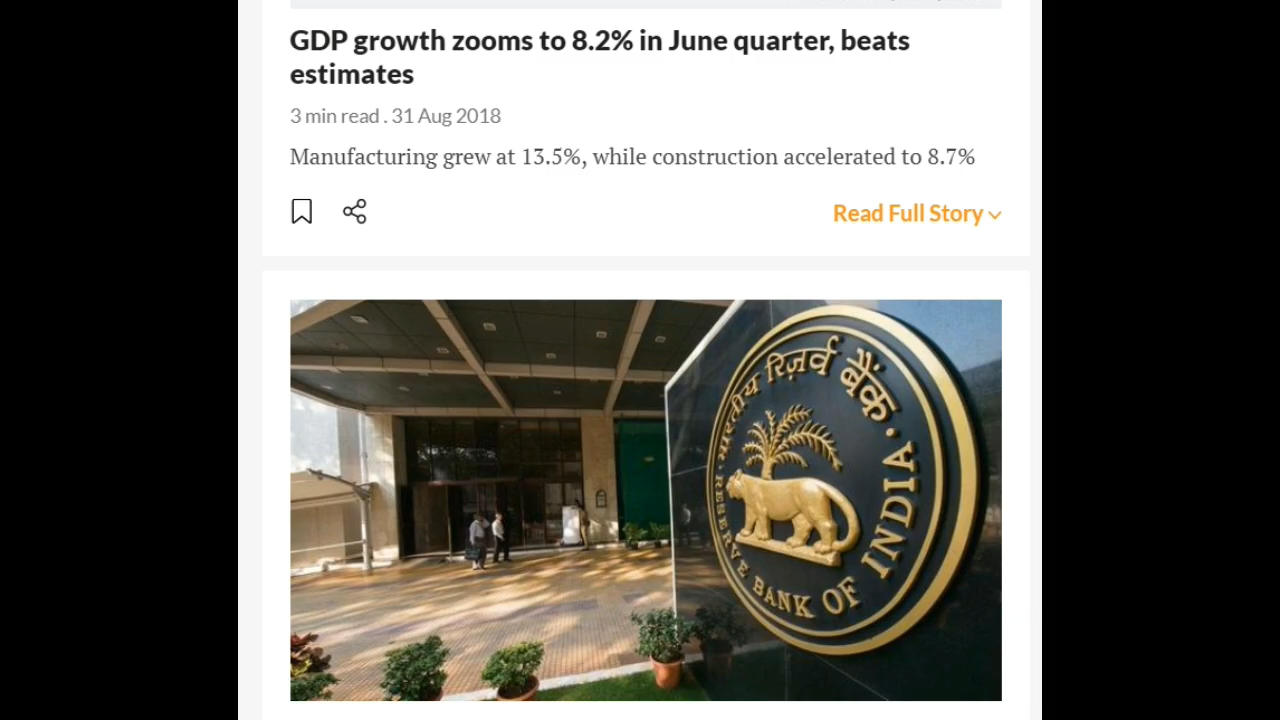 GDP growth zooms to 8.2% in June quarter, beats
estimates
3 min read . 31 Aug 2018
Manufacturing grew at 13.5%, while construction accelerated to 8.7%
Read Full Story
भारतीय रिज़र्व बैंक
RESERVE BANK OF INDIA